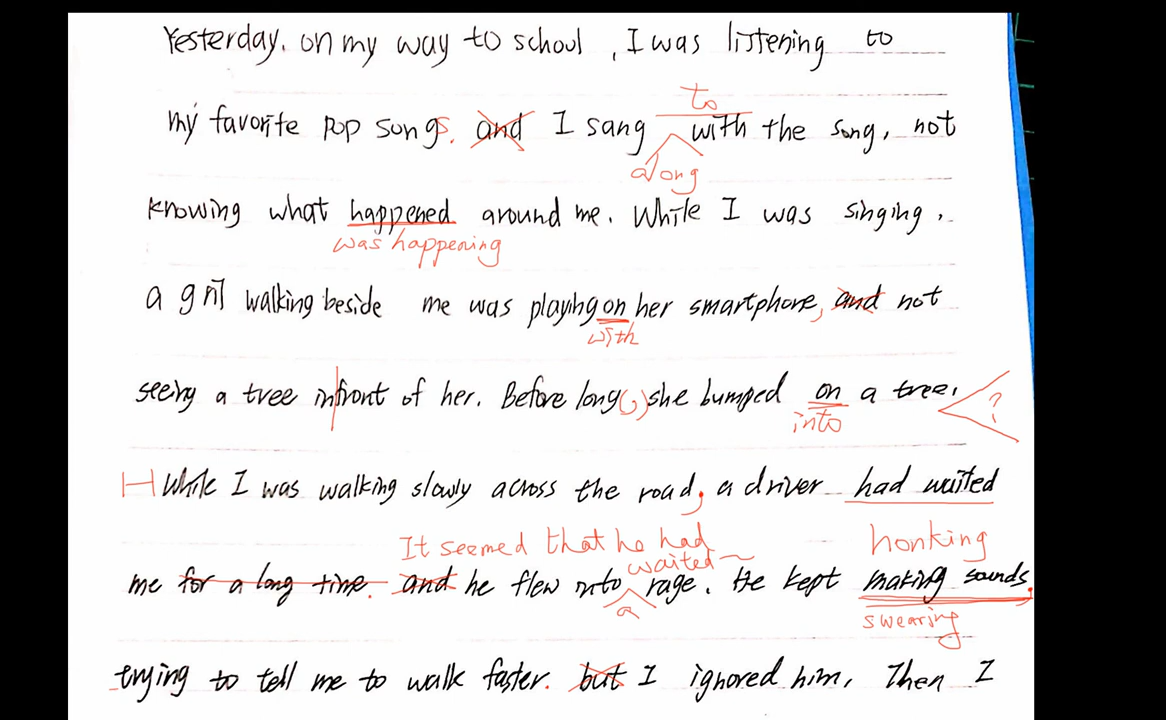 Yesterday. on my way to school , I was listening to
to
my favorite pop songs. and I sang with the song, not
along
knowing what happened around me. While I was singing,
was happening
a girl walking beside me was playing on her smartphone, and not
with
seeing a tree infront of her. Before long(,) she bumped on a tree.
into
?
While I was walking slowly across the road, a driver had waited
It seemed that he had honking
waited
me for a long time. and he flew into rage. He kept making sounds.
a
swearing
trying to tell me to walk faster. but I ignored him, Then I